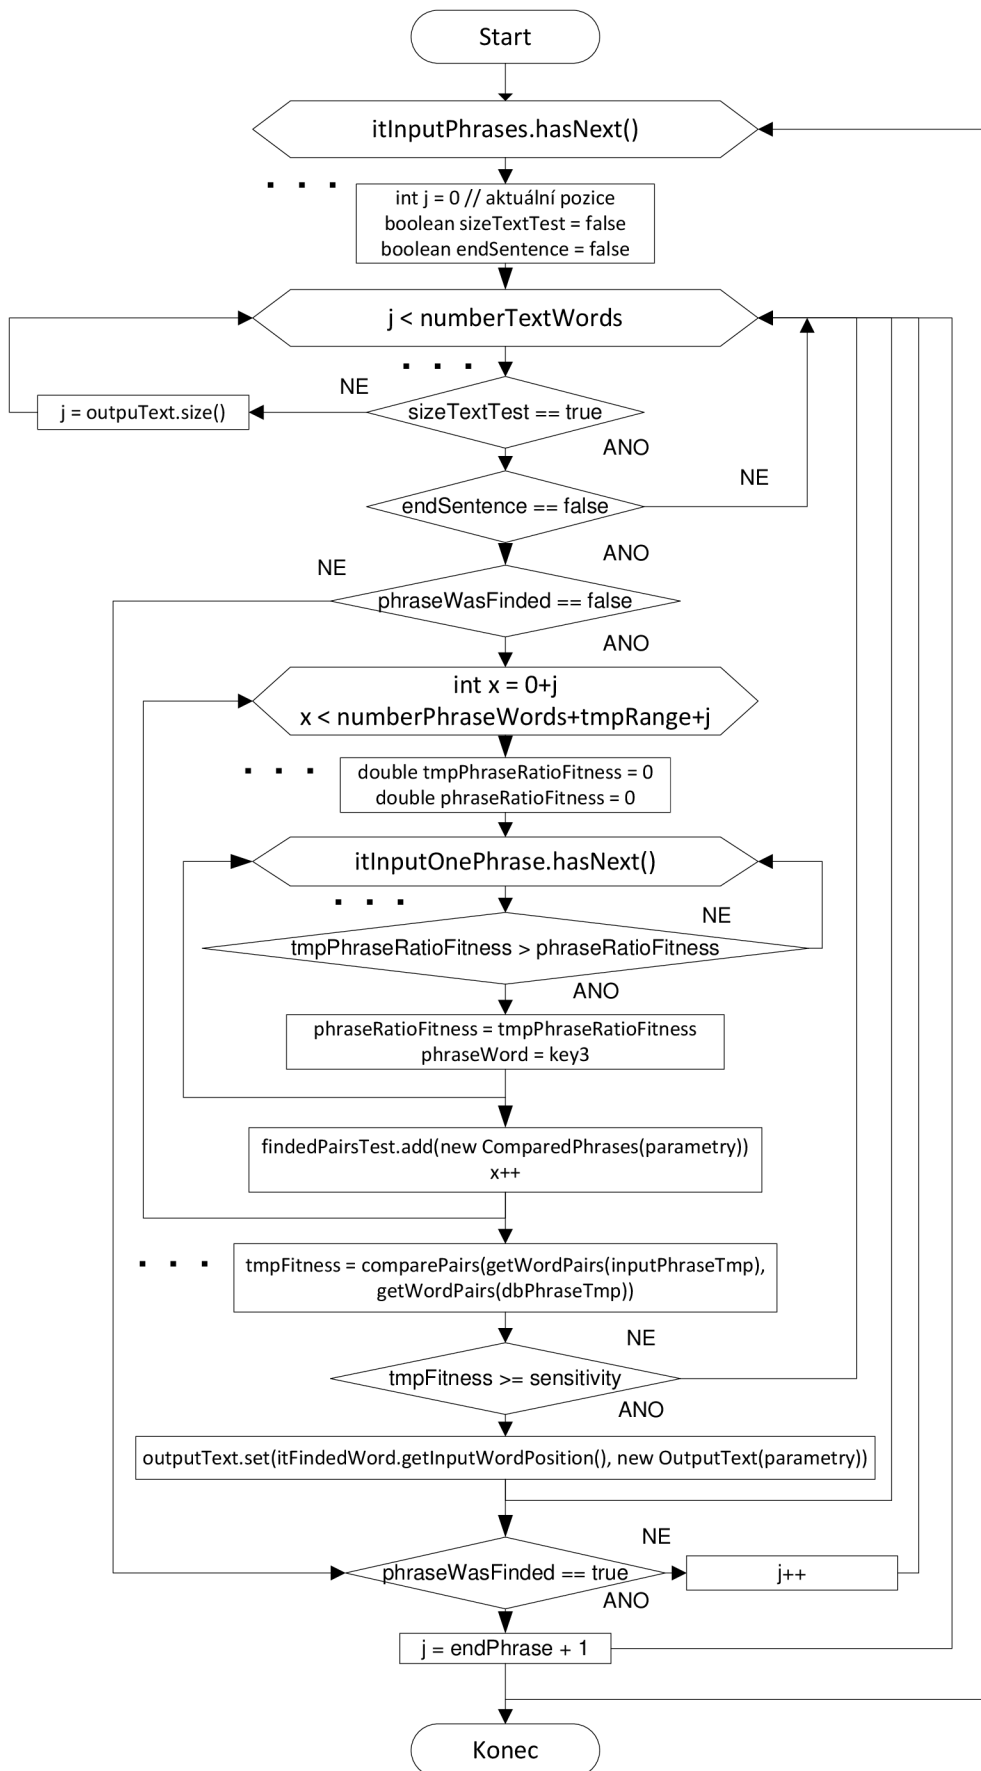 Start
itInputPhrases.hasNext()
. . .
int j = 0 // aktuální pozice
boolean sizeTextTest = false
boolean endSentence = false
j < numberTextWords
. . .
NE
sizeTextTest == true
j = outpuText.size()
ANO
NE
endSentence == false
ANO
NE
phraseWasFinded == false
ANO
int x = 0+j
x < numberPhraseWords+tmpRange+j
. . .
double tmpPhraseRatioFitness = 0
double phraseRatioFitness = 0
itInputOnePhrase.hasNext()
. . .
NE
tmpPhraseRatioFitness > phraseRatioFitness
ANO
phraseRatioFitness = tmpPhraseRatioFitness
phraseWord = key3
findedPairsTest.add(new ComparedPhrases(parametry))
x++
. . .
tmpFitness = comparePairs(getWordPairs(inputPhraseTmp),
getWordPairs(dbPhraseTmp))
NE
tmpFitness >= sensitivity
ANO
outputText.set(itFindedWord.getInputWordPosition(), new OutputText(parametry))
NE
phraseWasFinded == true
j++
ANO
j = endPhrase + 1
Konec